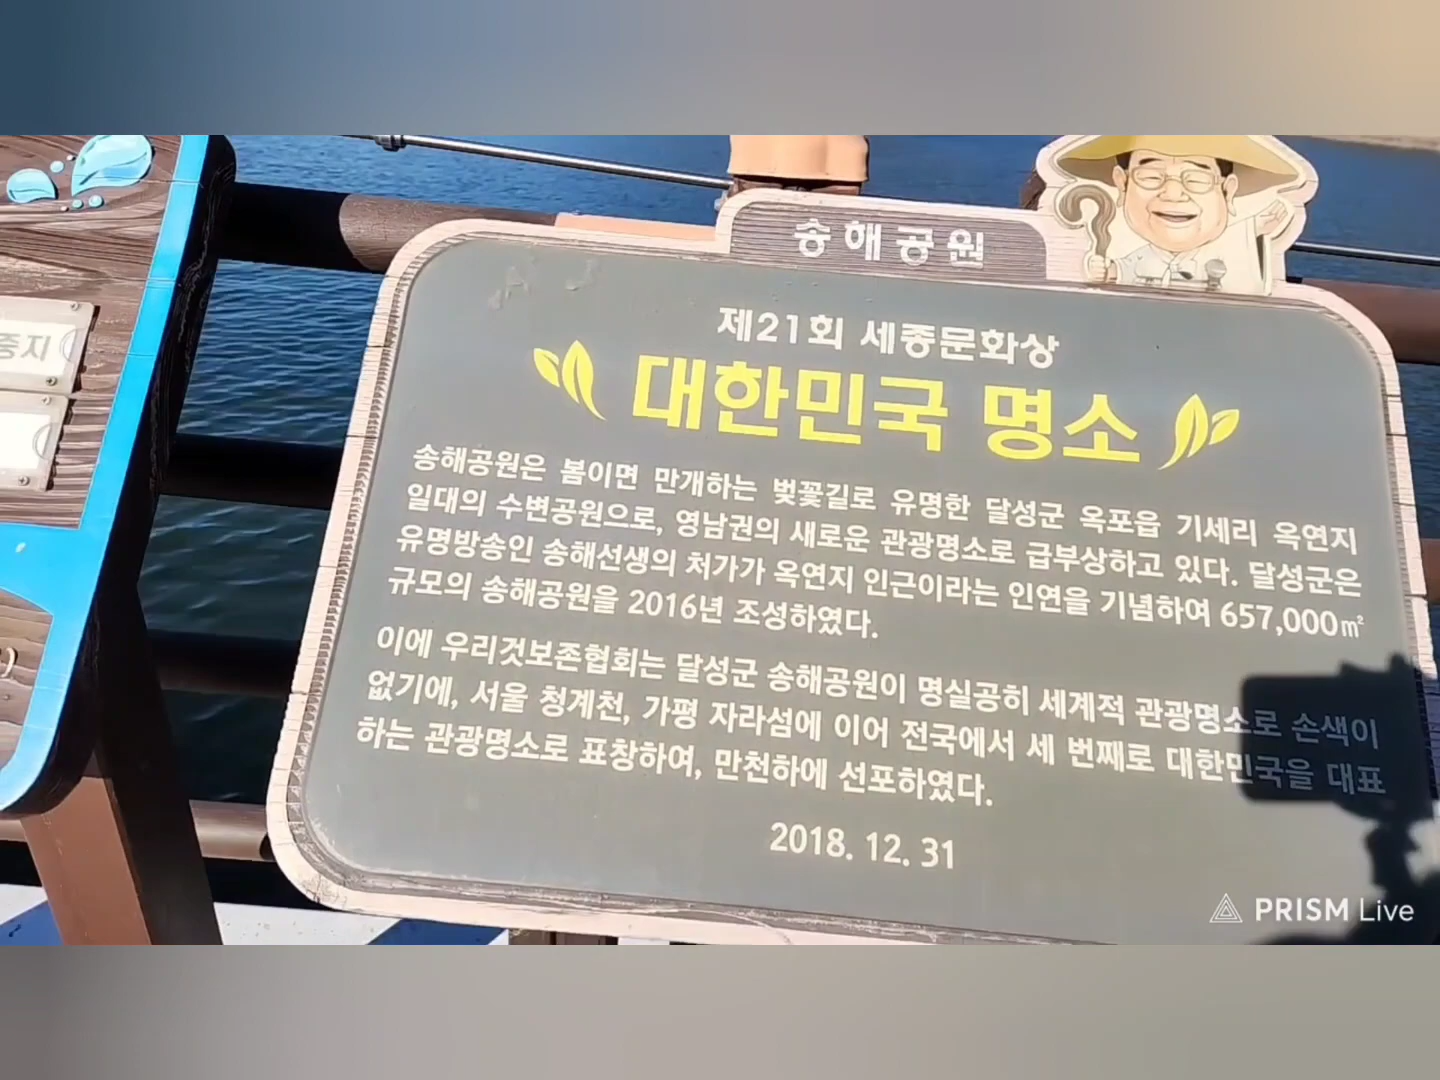 중지
송해공원
제21회 세종문화상
대한민국 명소
송해공원은 봄이면 만개하는 벚꽃길로 유명한 달성군 옥포읍 기세리 옥연지
일대의 수변공원으로, 영남권의 새로운 관광명소로 급부상하고 있다. 달성군은
유명방송인 송해선생의 처가가 옥연지 인근이라는 인연을 기념하여 657,000㎡
규모의 송해공원을 2016년 조성하였다.
이에 우리것보존협회는 달성군 송해공원이 명실공히 세계적 관광명소로 손색이
없기에, 서울 청계천, 가평 자라섬에 이어 전국에서 세 번째로 대한민국을 대표
하는 관광명소로 표창하여, 만천하에 선포하였다.
2018. 12. 31
PRISM Live